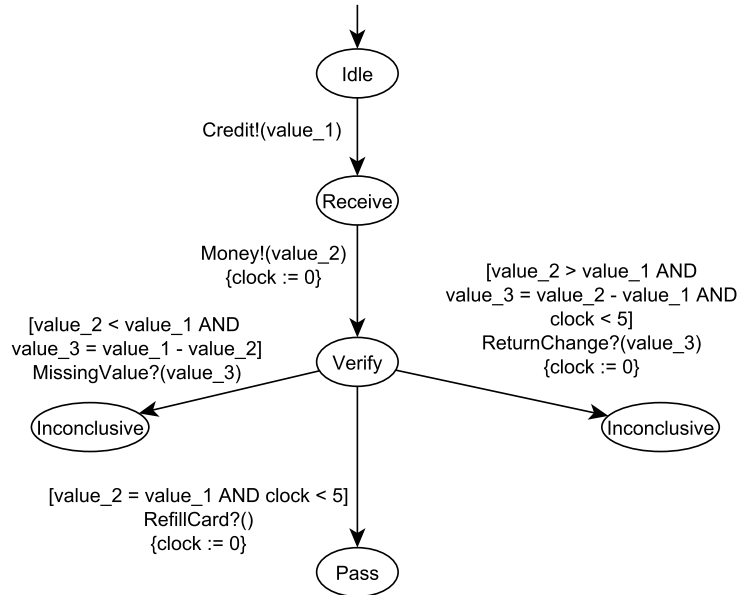 Idle
Credit!(value_1)
Receive
Money!(value_2)
{clock := 0}
[value_2 > value_1 AND
value_3 = value_2 - value_1 AND
clock < 5]
ReturnChange?(value_3)
{clock := 0}
[value_2 < value_1 AND
value_3 = value_1 - value_2]
MissingValue?(value_3)
Verify
Inconclusive
Inconclusive
[value_2 = value_1 AND clock < 5]
RefillCard?()
{clock := 0}
Pass